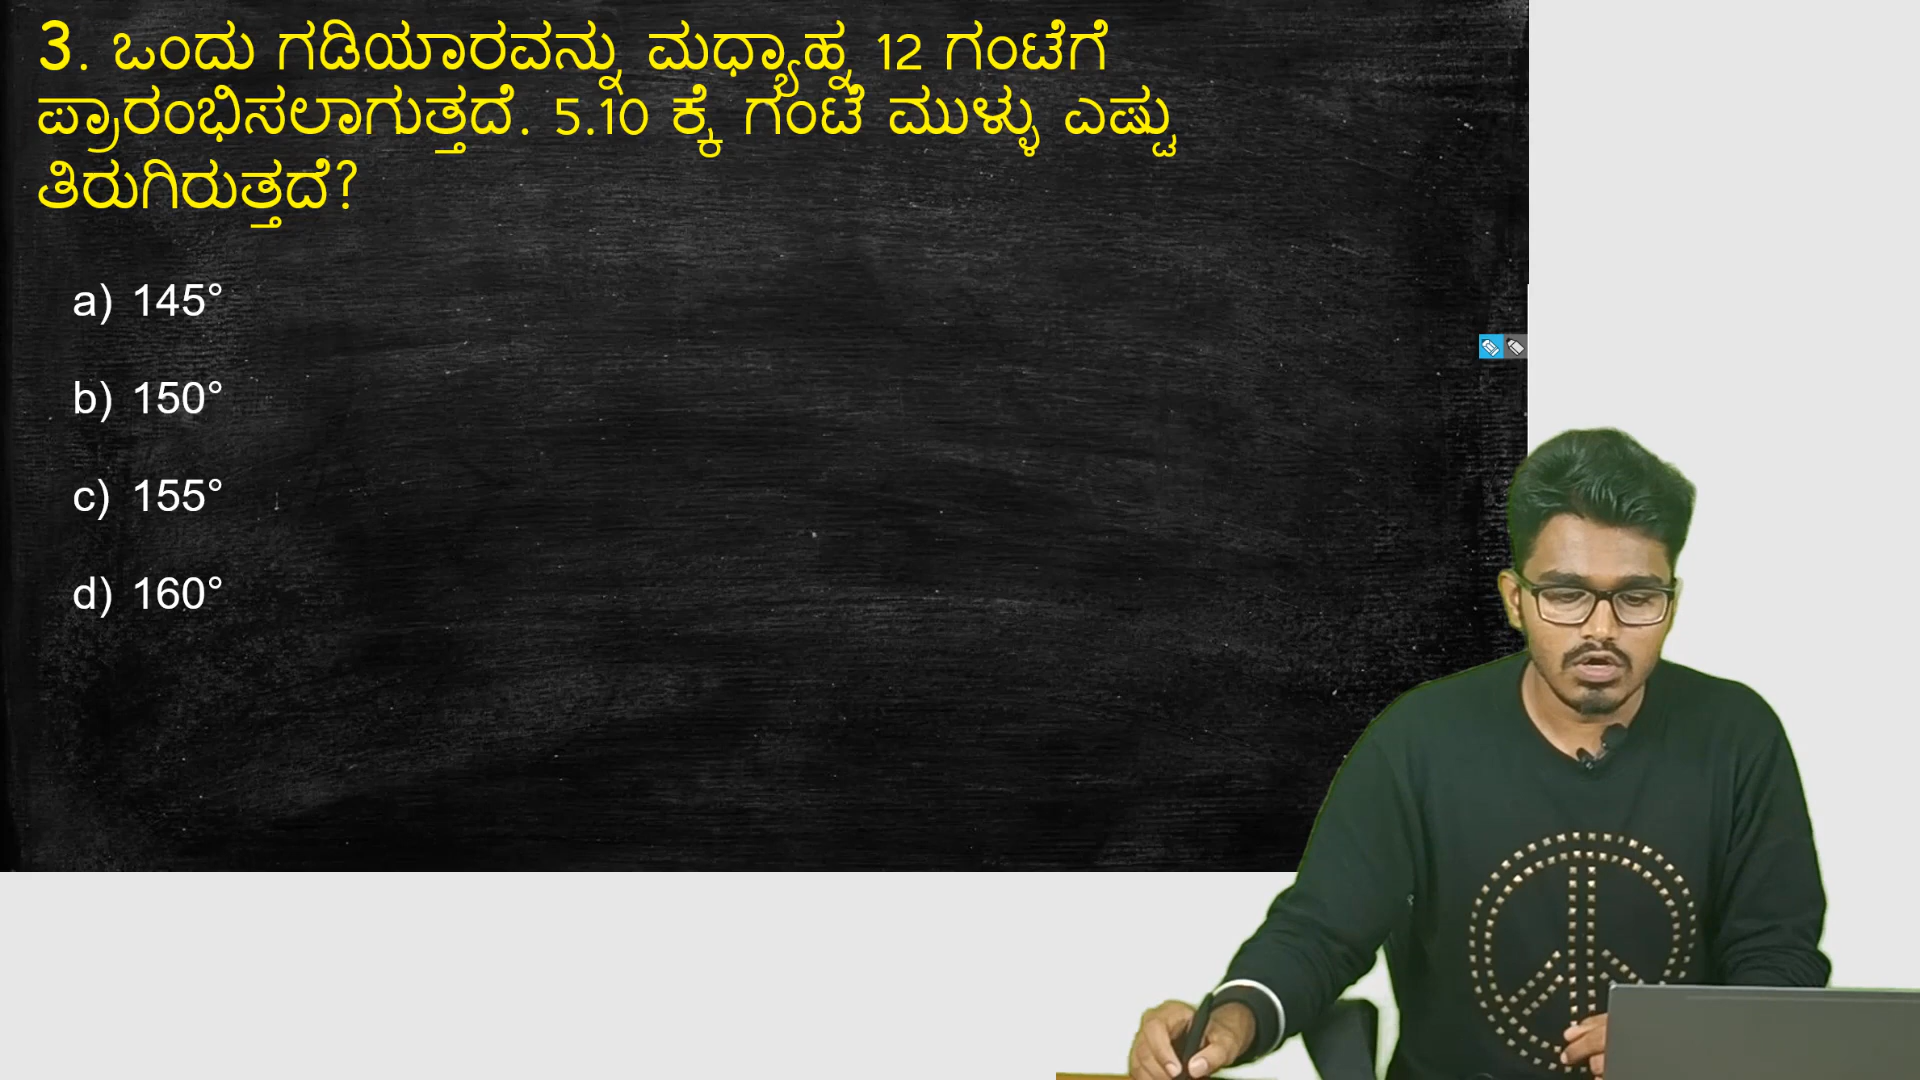 3. ಒಂದು ಗಡಿಯಾರವನ್ನು ಮಧ್ಯಾಹ್ನ 12 ಗಂಟೆಗೆ
ಪ್ರಾರಂಭಿಸಲಾಗುತ್ತದೆ. 5.10 ಕ್ಕೆ ಗಂಟೆ ಮುಳ್ಳು ಎಷ್ಟು
ತಿರುಗಿರುತ್ತದೆ?
a) 145°
b) 150°
c) 155°
d) 160°